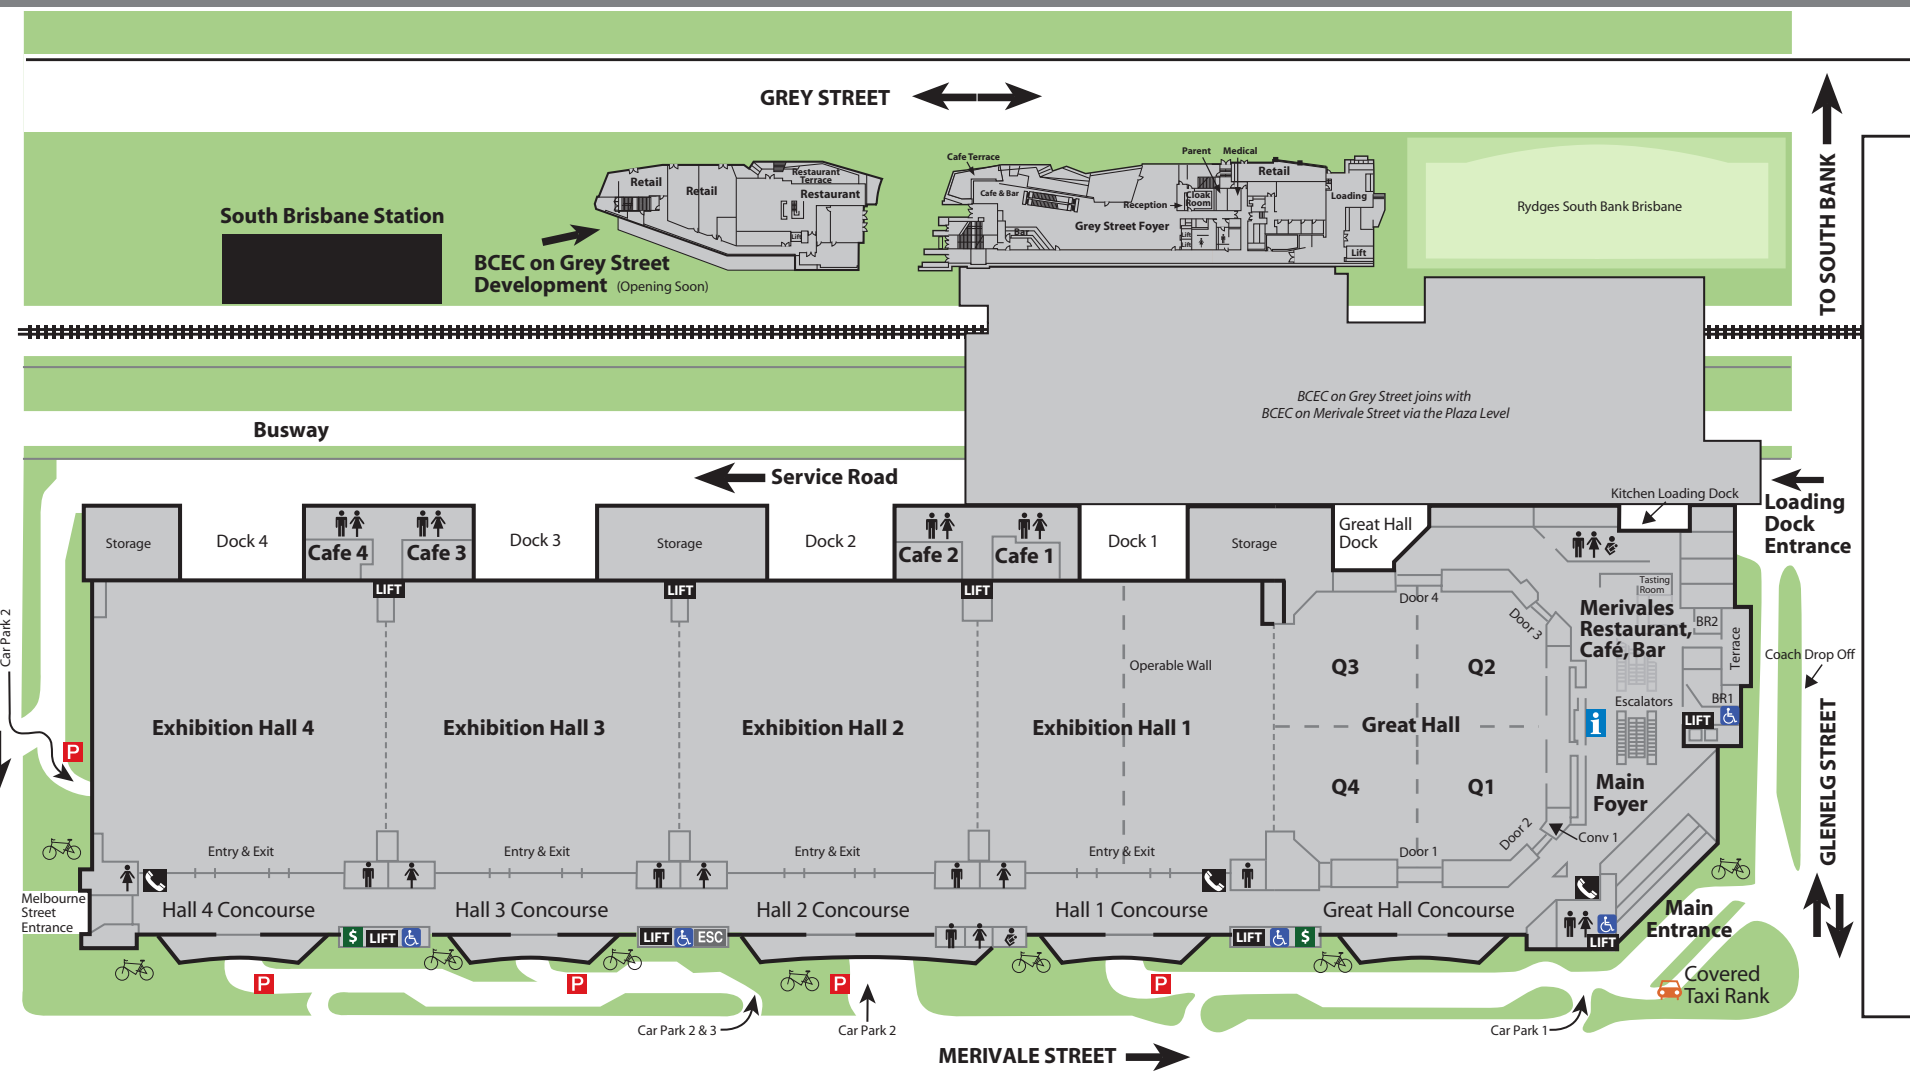 GREY STREET
TO SOUTH BANK
Cafe Terrace
Parent
Medical
Retail
Retail
Restaurant
Terrace
Restaurant
Cafe & Bar
Reception
Cloak
Room
Retail
Loading
Grey Street Foyer
Bar
Lift
Lift
Lift
Lift
Rydges South Bank Brisbane
South Brisbane Station
BCEC on Grey Street
Development (Opening Soon)
BCEC on Grey Street joins with
BCEC on Merivale Street via the Plaza Level
Busway
Service Road
Kitchen Loading Dock
Loading
Dock
Entrance
Storage
Dock 4
Cafe 4
Cafe 3
Dock 3
Storage
Dock 2
Cafe 2
Cafe 1
Dock 1
Storage
Great Hall
Dock
LIFT
LIFT
LIFT
Door 4
Door 3
Tasting
Room
Merivales
Restaurant,
Café, Bar
BR2
Terrace
Coach Drop Off
Car Park 2
Operable Wall
Q3
Q2
Escalators
BR1
LIFT
Exhibition Hall 4
Exhibition Hall 3
Exhibition Hall 2
Exhibition Hall 1
Great Hall
i
P
Q4
Q1
Main
Foyer
GLENELG STREET
Entry & Exit
Entry & Exit
Entry & Exit
Entry & Exit
Door 1
Door 2
Conv 1
Melbourne
Street
Entrance
Hall 4 Concourse
Hall 3 Concourse
Hall 2 Concourse
Hall 1 Concourse
Great Hall Concourse
Main
Entrance
$ LIFT
LIFT ESC
LIFT $
LIFT
P
P
P
P
Covered
Taxi Rank
Car Park 2 & 3
Car Park 2
Car Park 1
MERIVALE STREET